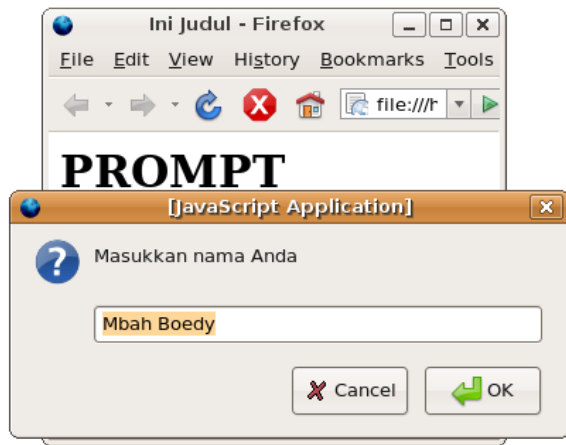 Ini Judul - Firefox
File Edit View History Bookmarks Tools
file:///h
PROMPT
[JavaScript Application]
Masukkan nama Anda
Mbah Boedy
Cancel OK